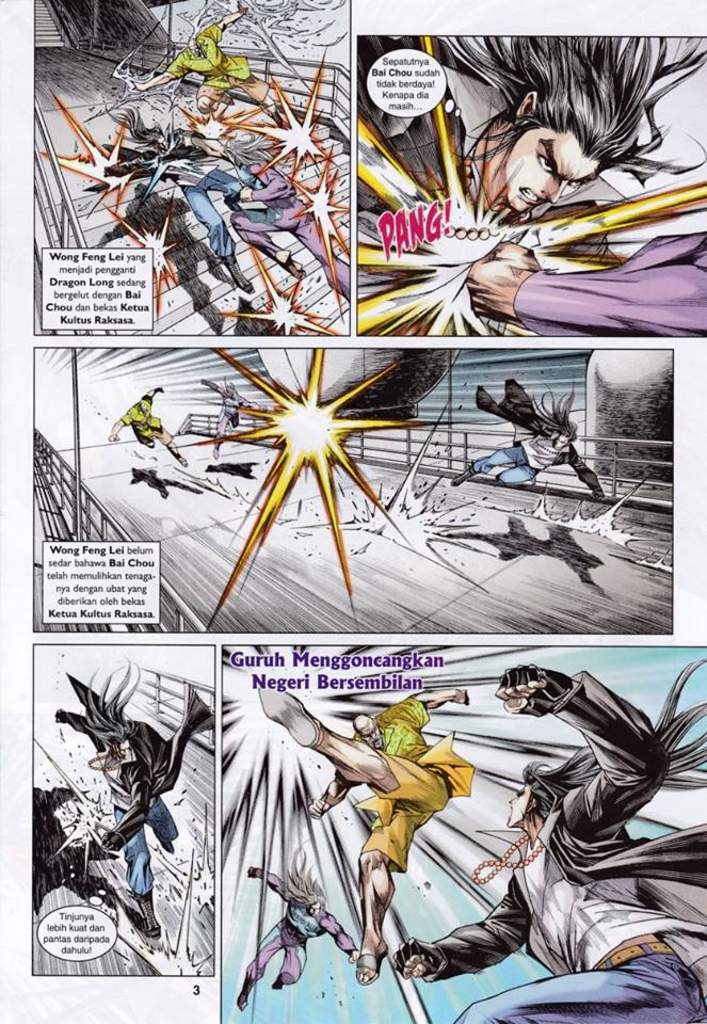 Wong Feng Lei yang
menjadi pengganti
Dragon Long sedang
bergelut dengan Bai
Chou dan bekas Ketua
Kultus Raksasa.
Sepatutnya
Bai Chou sudah
tidak berdaya!
Kenapa dia
masih...
PANG!
Wong Feng Lei belum
sedar bahawa Bai Chou
telah memulihkan tenaga-
nya dengan ubat yang
diberikan oleh bekas
Ketua Kultus Raksasa.
Tinjunya
lebih kuat dan
pantas daripada
dahulu!
Guruh Menggoncangkan
Negeri Bersembilan
3